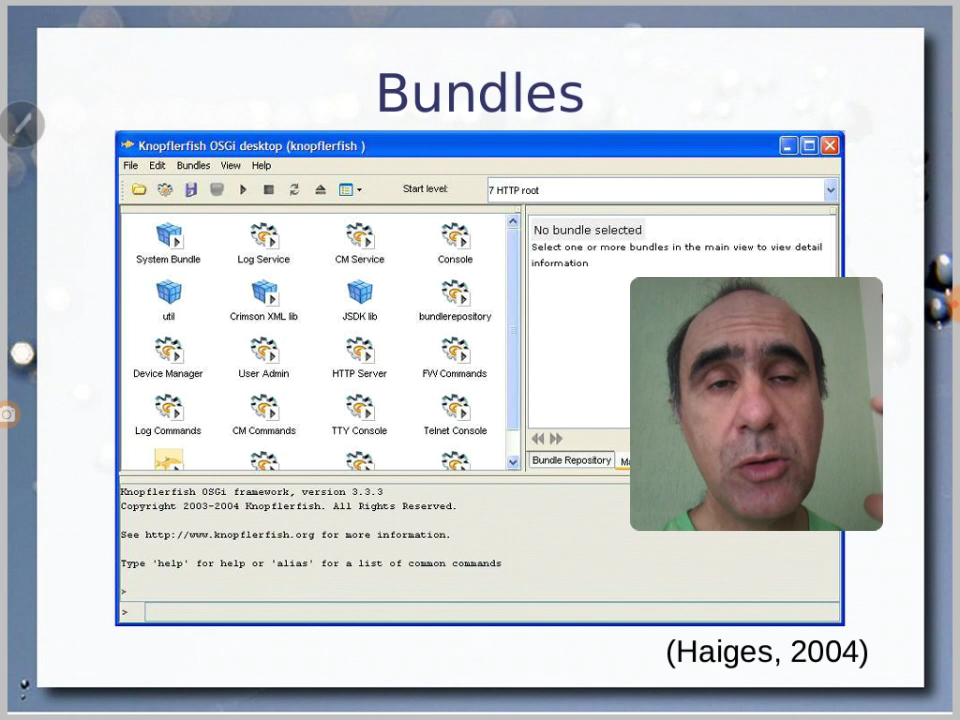 Bundles
Knopflerfish OSGi desktop (knopflerfish )
File Edit Bundles View Help
Start level: 7 HTTP root
System Bundle Log Service CM Service Console
util Crimson XML lib JSDK lib bundlerepository
Device Manager User Admin HTTP Server FW Commands
Log Commands CM Commands TTY Console Telnet Console
No bundle selected
Select one or more bundles in the main view to view detail
information
Bundle Repository
Knopflerfish OSGi framework, version 3.3.3
Copyright 2003-2004 Knopflerfish. All Rights Reserved.
See http://www.knopflerfish.org for more information.
Type 'help' for help or 'alias' for a list of common commands
>
>
(Haiges, 2004)